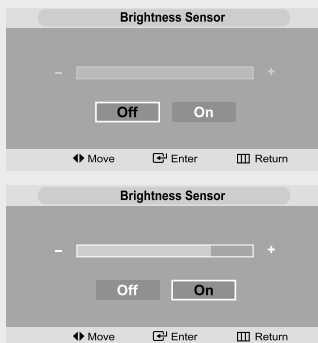 Brightness Sensor
– +
Off On
Move Enter Return
Brightness Sensor
– +
Off On
Move Enter Return